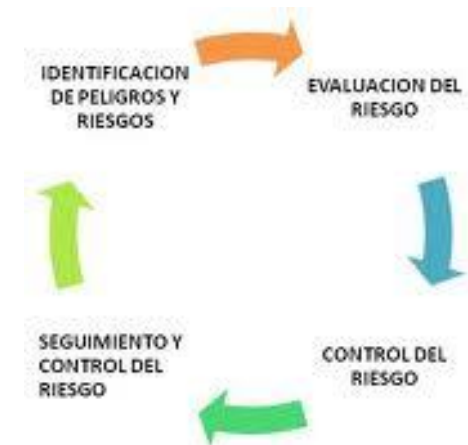 IDENTIFICACION
DE PELIGROS Y
RIESGOS
EVALUACION DEL
RIESGO
CONTROL DEL
RIESGO
SEGUIMIENTO Y
CONTROL DEL
RIESGO